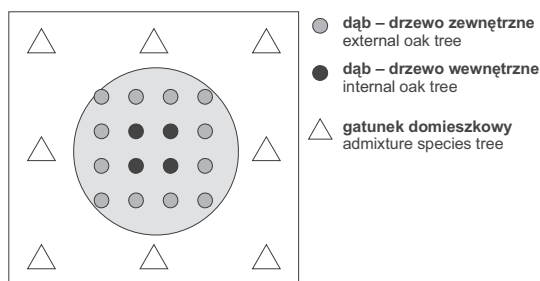 dąb – drzewo zewnętrzne
external oak tree
dąb – drzewo wewnętrzne
internal oak tree
gatunek domieszkowy
admixture species tree